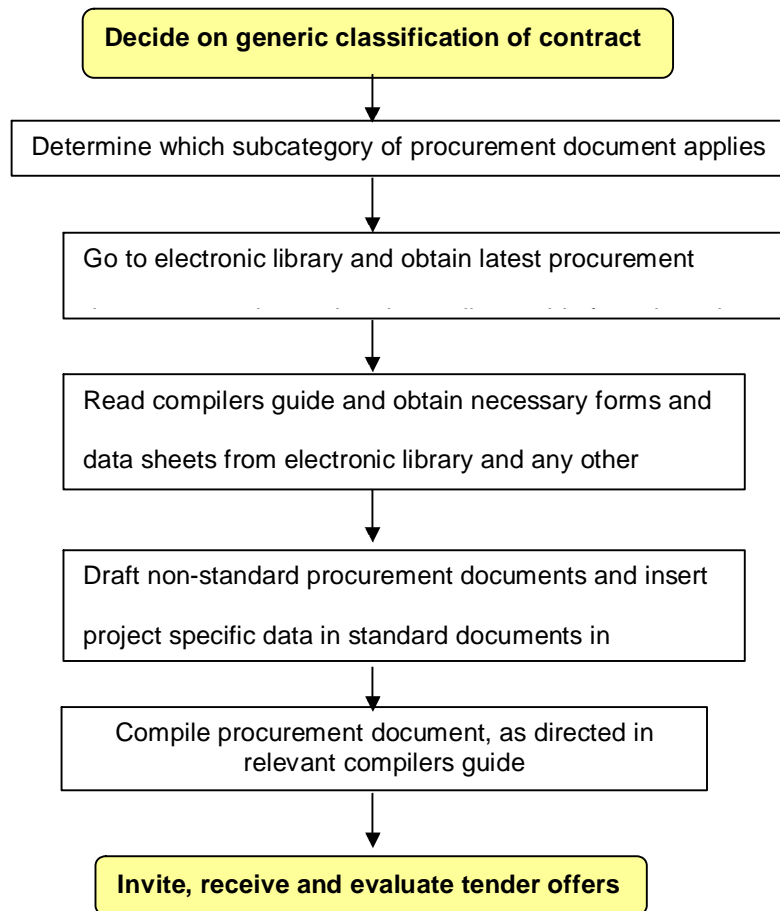 Decide on generic classification of contract
Determine which subcategory of procurement document applies
Go to electronic library and obtain latest procurement
Read compilers guide and obtain necessary forms and
data sheets from electronic library and any other
Draft non-standard procurement documents and insert
project specific data in standard documents in
Compile procurement document, as directed in
relevant compilers guide
Invite, receive and evaluate tender offers